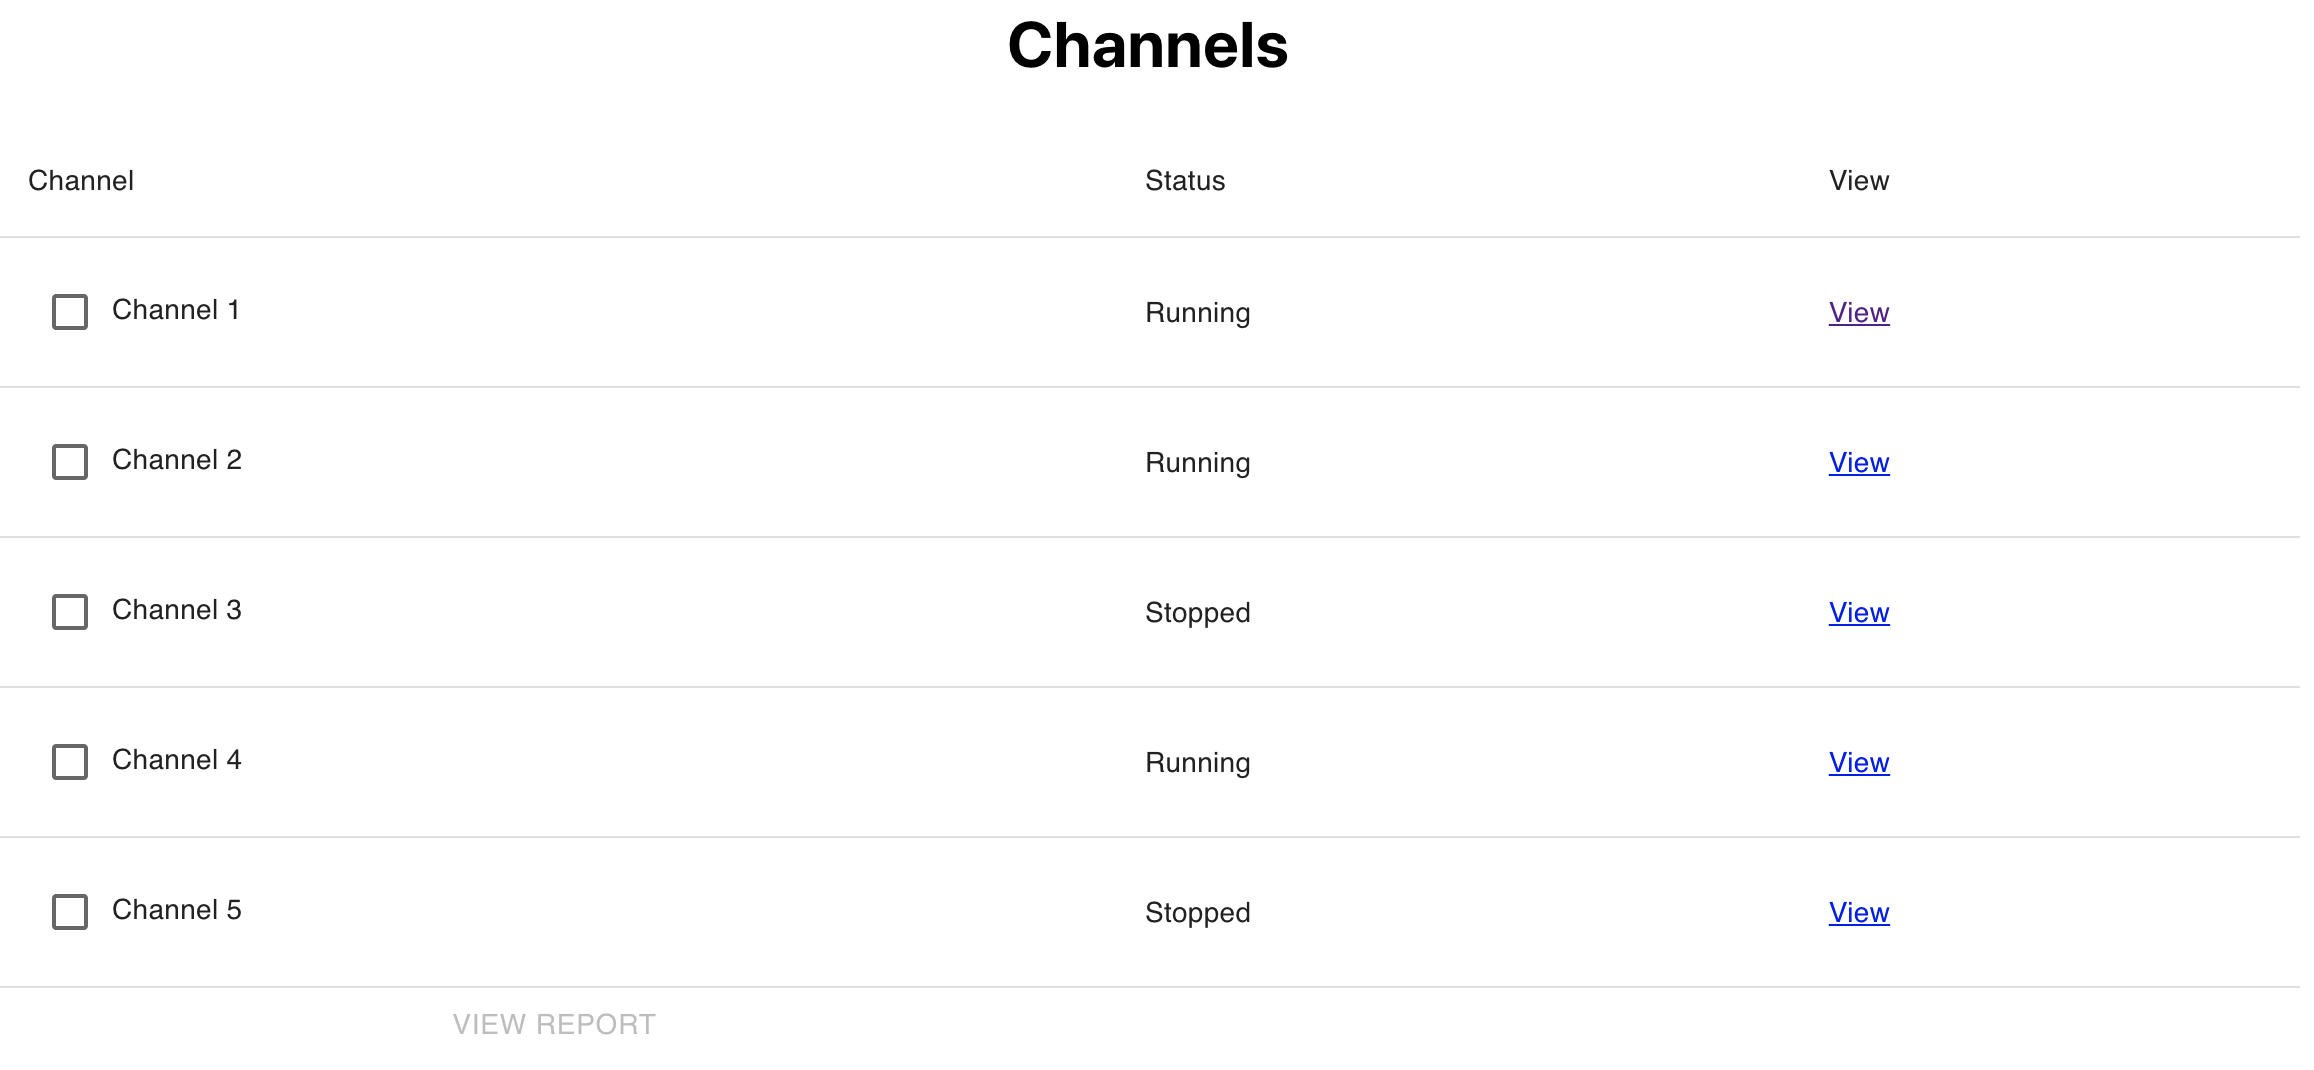 Channels
Channel Status View
Channel 1 Running View
Channel 2 Running View
Channel 3 Stopped View
Channel 4 Running View
Channel 5 Stopped View
VIEW REPORT